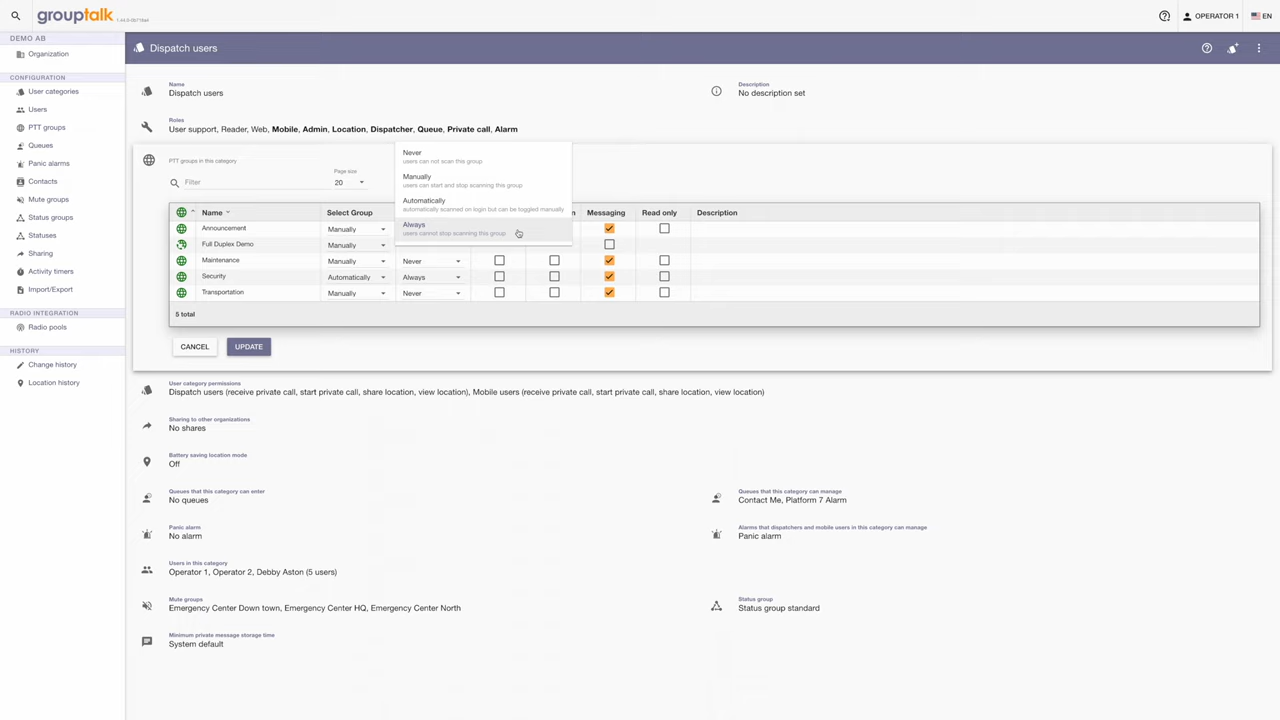 grouptalk
OPERATOR 1
EN
DEMO AB
Organization
CONFIGURATION
User categories
Users
PTT groups
Queues
Panic alarms
Contacts
Mute groups
Status groups
Statuses
Sharing
Activity timers
Import/Export
RADIO INTEGRATION
Radio pools
HISTORY
Change history
Location history
Dispatch users
Name
Dispatch users
Description
No description set
Roles
User support, Reader, Web, Mobile, Admin, Location, Dispatcher, Queue, Private call, Alarm
PTT groups in this category
Filter
Page size
20
Never
users can not scan this group
Manually
users can start and stop scanning this group
Automatically
automatically scanned on login but can be toggled manually
Always
users cannot stop scanning this group
Name Select Group Messaging Read only Description
Announcement Manually
Full Duplex Demo Manually
Maintenance Manually Never
Security Automatically Always
Transportation Manually Never
5 total
CANCEL UPDATE
User category permissions
Dispatch users (receive private call, start private call, share location, view location), Mobile users (receive private call, start private call, share location, view location)
Sharing to other organizations
No shares
Battery saving location mode
Off
Queues that this category can enter
No queues
Queues that this category can manage
Contact Me, Platform 7 Alarm
Panic alarm
No alarm
Alarms that dispatchers and mobile users in this category can manage
Panic alarm
Users in this category
Operator 1, Operator 2, Debby Aston (5 users)
Mute groups
Emergency Center Down town, Emergency Center HQ, Emergency Center North
Status group
Status group standard
Minimum private message storage time
System default